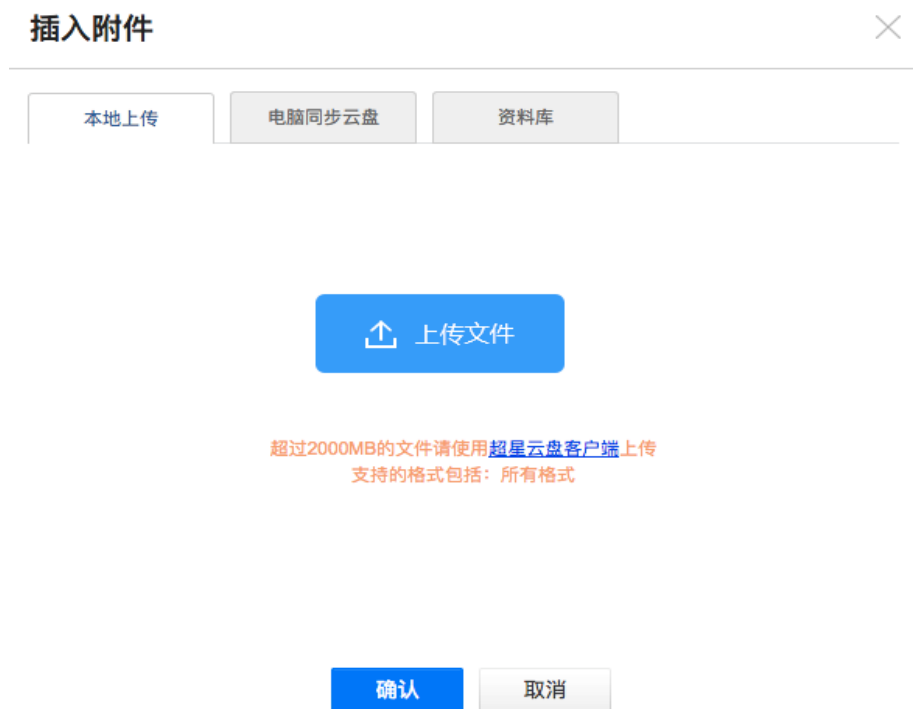 插入附件
本地上传 电脑同步云盘 资料库
上传文件
超过2000MB的文件请使用超星云盘客户端上传
支持的格式包括：所有格式
确认 取消